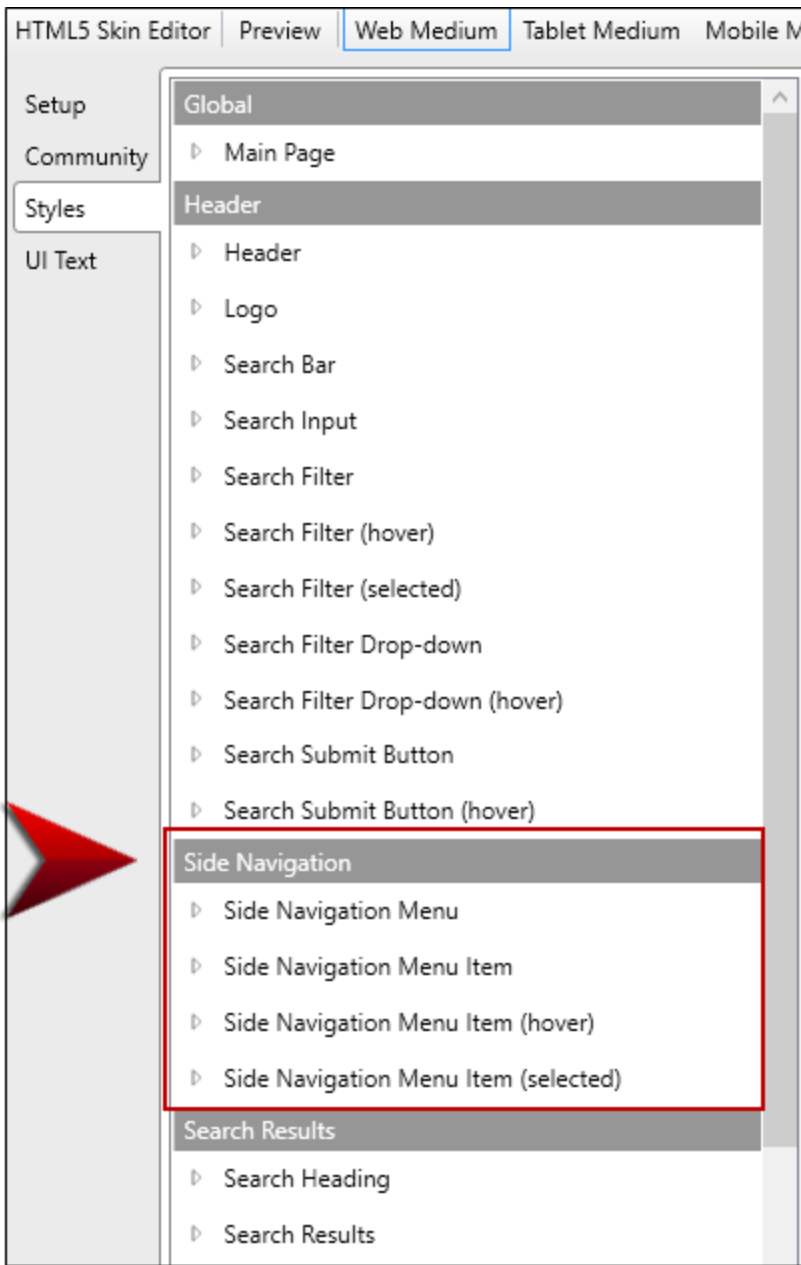 HTML5 Skin Editor Preview Web Medium Tablet Medium Mobile M
Setup
Community
Styles
UI Text
Global
Main Page
Header
Header
Logo
Search Bar
Search Input
Search Filter
Search Filter (hover)
Search Filter (selected)
Search Filter Drop-down
Search Filter Drop-down (hover)
Search Submit Button
Search Submit Button (hover)
Side Navigation
Side Navigation Menu
Side Navigation Menu Item
Side Navigation Menu Item (hover)
Side Navigation Menu Item (selected)
Search Results
Search Heading
Search Results